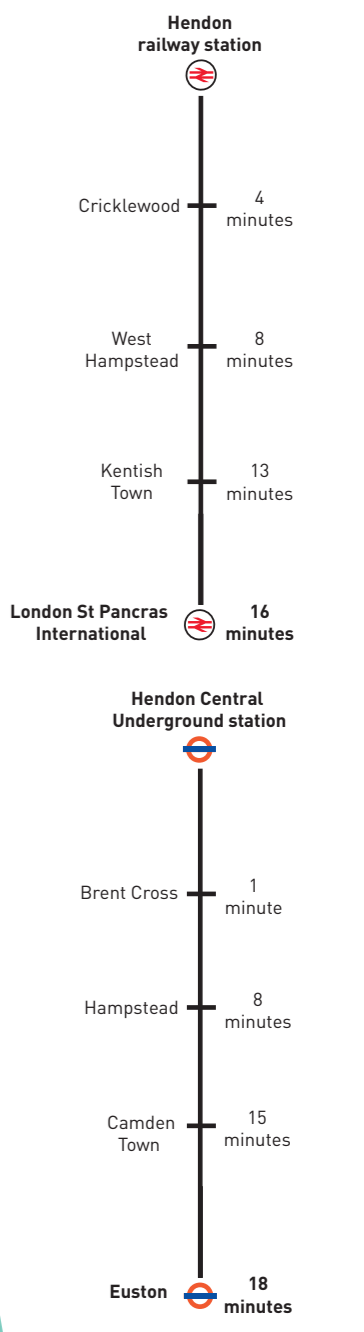 Hendon
railway station
Cricklewood
4
minutes
West
Hampstead
8
minutes
Kentish
Town
13
minutes
London St Pancras
International
16
minutes
Hendon Central
Underground station
Brent Cross
1
minute
Hampstead
8
minutes
Camden
Town
15
minutes
Euston
18
minutes